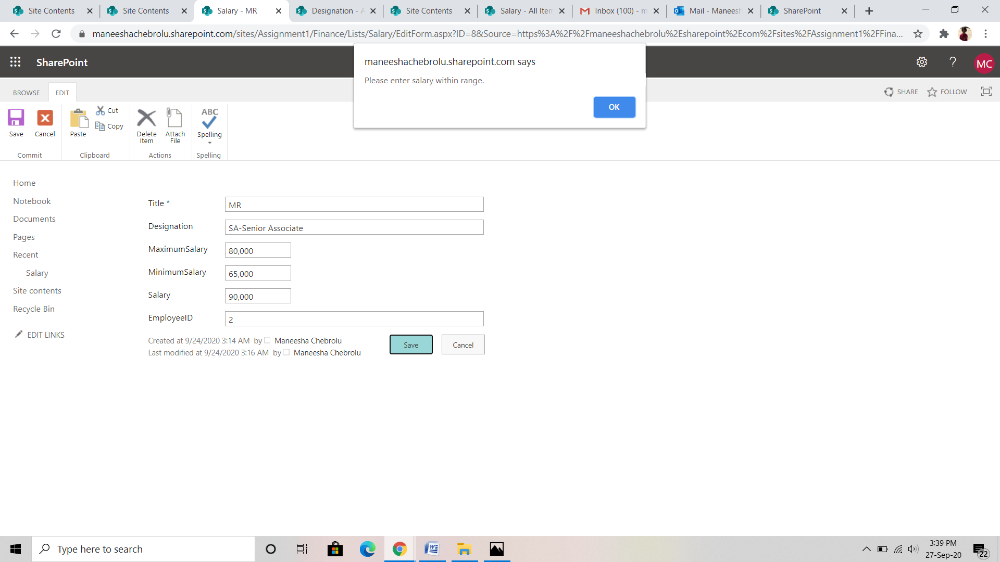 Site Contents
Site Contents
Salary - MR
Designation - A
Site Contents
Salary - All Item
Inbox (100) - m
Mail - Maneesh
SharePoint
maneeshachebrolu.sharepoint.com/sites/Assignment1/Finance/Lists/Salary/EditForm.aspx?ID=8&Source=https%3A%2F%2Fmaneeshachebrolu%2Esharepoint%2Ecom%2Fsites%2FAssignment1%2FFina...
SharePoint
MC
maneeshachebrolu.sharepoint.com says
Please enter salary within range.
OK
BROWSE
EDIT
SHARE
FOLLOW
Save
Cancel
Paste
Cut
Copy
Delete
Item
Attach
File
ABC
Spelling
Commit
Clipboard
Actions
Spelling
Home
Notebook
Documents
Pages
Recent
Salary
Site contents
Recycle Bin
EDIT LINKS
Title *
MR
Designation
SA-Senior Associate
MaximumSalary
80,000
MinimumSalary
65,000
Salary
90,000
EmployeeID
2
Created at 9/24/2020 3:14 AM by Maneesha Chebrolu
Last modified at 9/24/2020 3:16 AM by Maneesha Chebrolu
Save
Cancel
Type here to search
3:39 PM
27-Sep-20
22